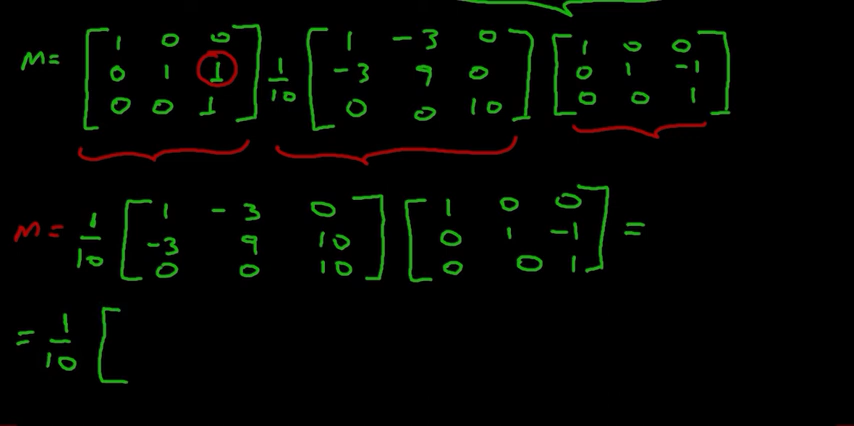 M= [1 0 0; 0 1 1; 0 0 1] 1/10 [1 -3 0; -3 9 0; 0 0 10] [1 0 0; 0 1 -1; 0 0 1]
M= 1/10 [1 -3 0; -3 9 10; 0 0 10] [1 0 0; 0 1 -1; 0 0 1] =
= 1/10 [